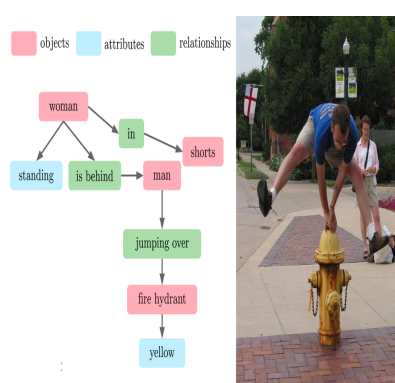 objects attributes relationships
woman
in
shorts
standing is behind man
jumping over
fire hydrant
yellow
: